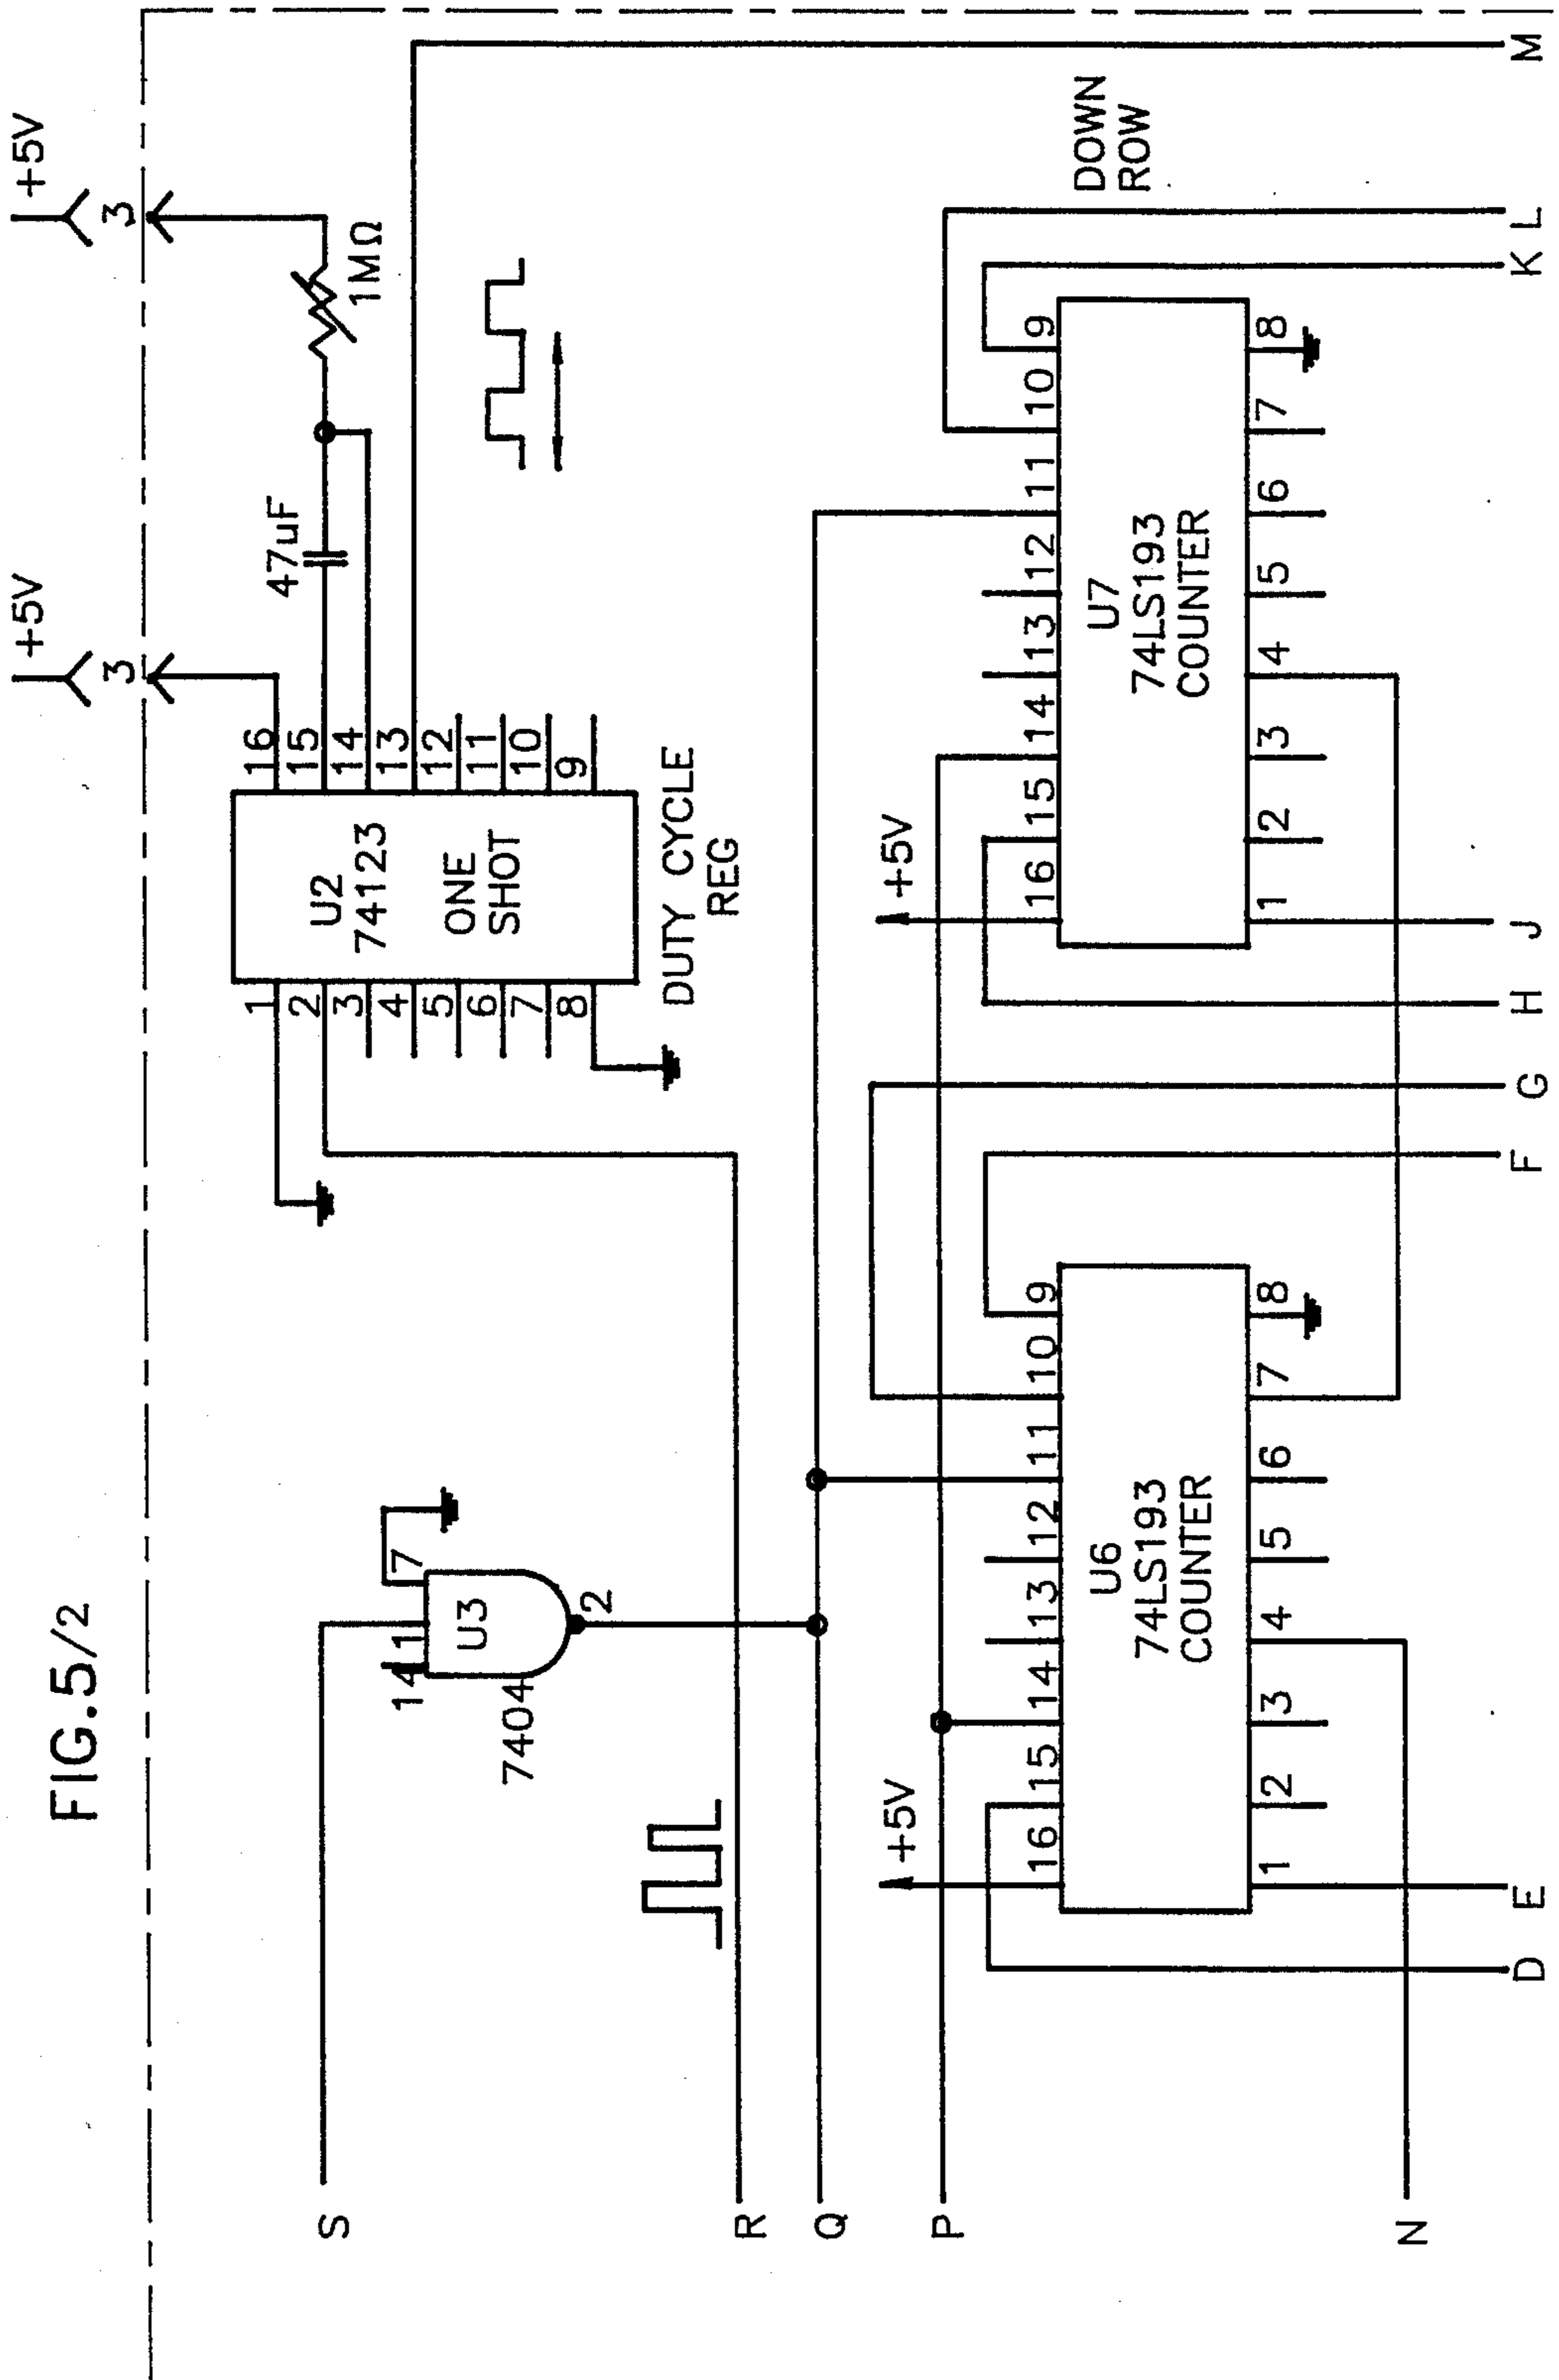 FIG.5/2
+5V
+5V
3
3
47uF
1MΩ
1
2
3
4
5
6
7
8
U2
74123
ONE
SHOT
16
15
14
13
12
11
10
9
DUTY CYCLE
REG
S
14
1
7
U3
7404
2
R
Q
P
N
+5V
16
15
14
13
12
11
10
9
U6
74LS193
COUNTER
1
2
3
4
5
6
7
8
+5V
16
15
14
13
12
11
10
9
U7
74LS193
COUNTER
1
2
3
4
5
6
7
8
DOWN
ROW
D
E
F
G
H
J
K
L
M